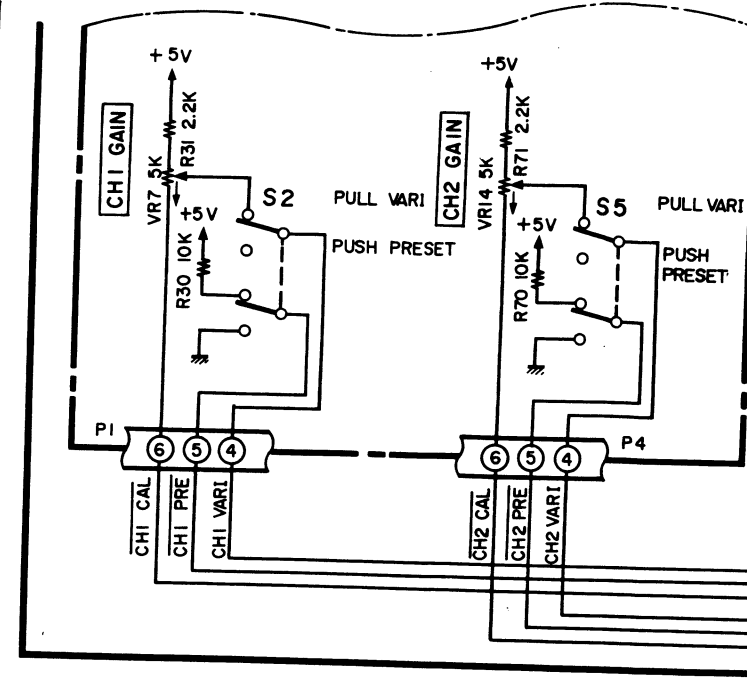 +5V
CH1 GAIN
VR7 5K
R31 2.2K
S2
PULL VARI
PUSH PRESET
+5V
R30 10K
P1
6 5 4
CH1 CAL
CH1 PRE
CH1 VARI
+5V
CH2 GAIN
VR14 5K
R71 2.2K
S5
PULL VARI
PUSH
PRESET
+5V
R70 10K
P4
6 5 4
CH2 CAL
CH2 PRE
CH2 VARI